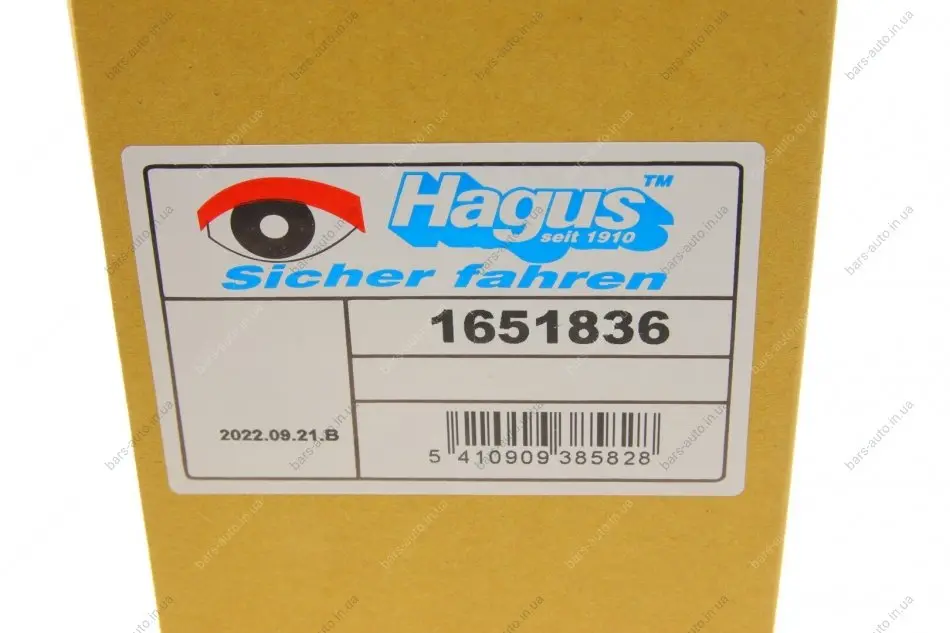 Hagus™
seit 1910
Sicher fahren
1651836
2022.09.21.B
5 410909 385828
bars-auto.in.ua